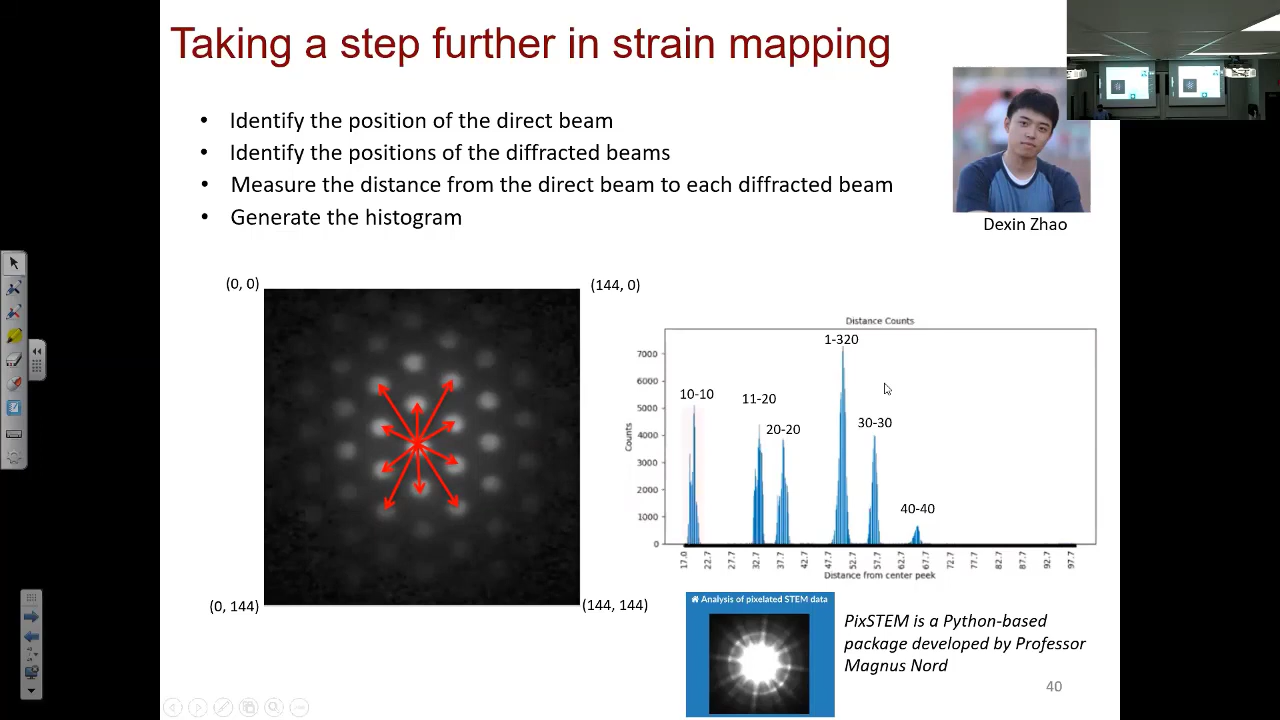 Taking a step further in strain mapping
• Identify the position of the direct beam
• Identify the positions of the diffracted beams
• Measure the distance from the direct beam to each diffracted beam
• Generate the histogram
Dexin Zhao
(0, 0)
(144, 0)
(0, 144)
(144, 144)
Distance Counts
1-320
10-10
11-20
20-20
30-30
40-40
Counts
7000
6000
5000
4000
3000
2000
1000
0
17.0 22.7 27.7 32.7 37.7 42.7 47.7 52.7 57.7 62.7 67.7 72.7 77.7 82.7 87.7 92.7 97.7
Distance from center peek
Analysis of pixelated STEM data
PixSTEM is a Python-based
package developed by Professor
Magnus Nord
40